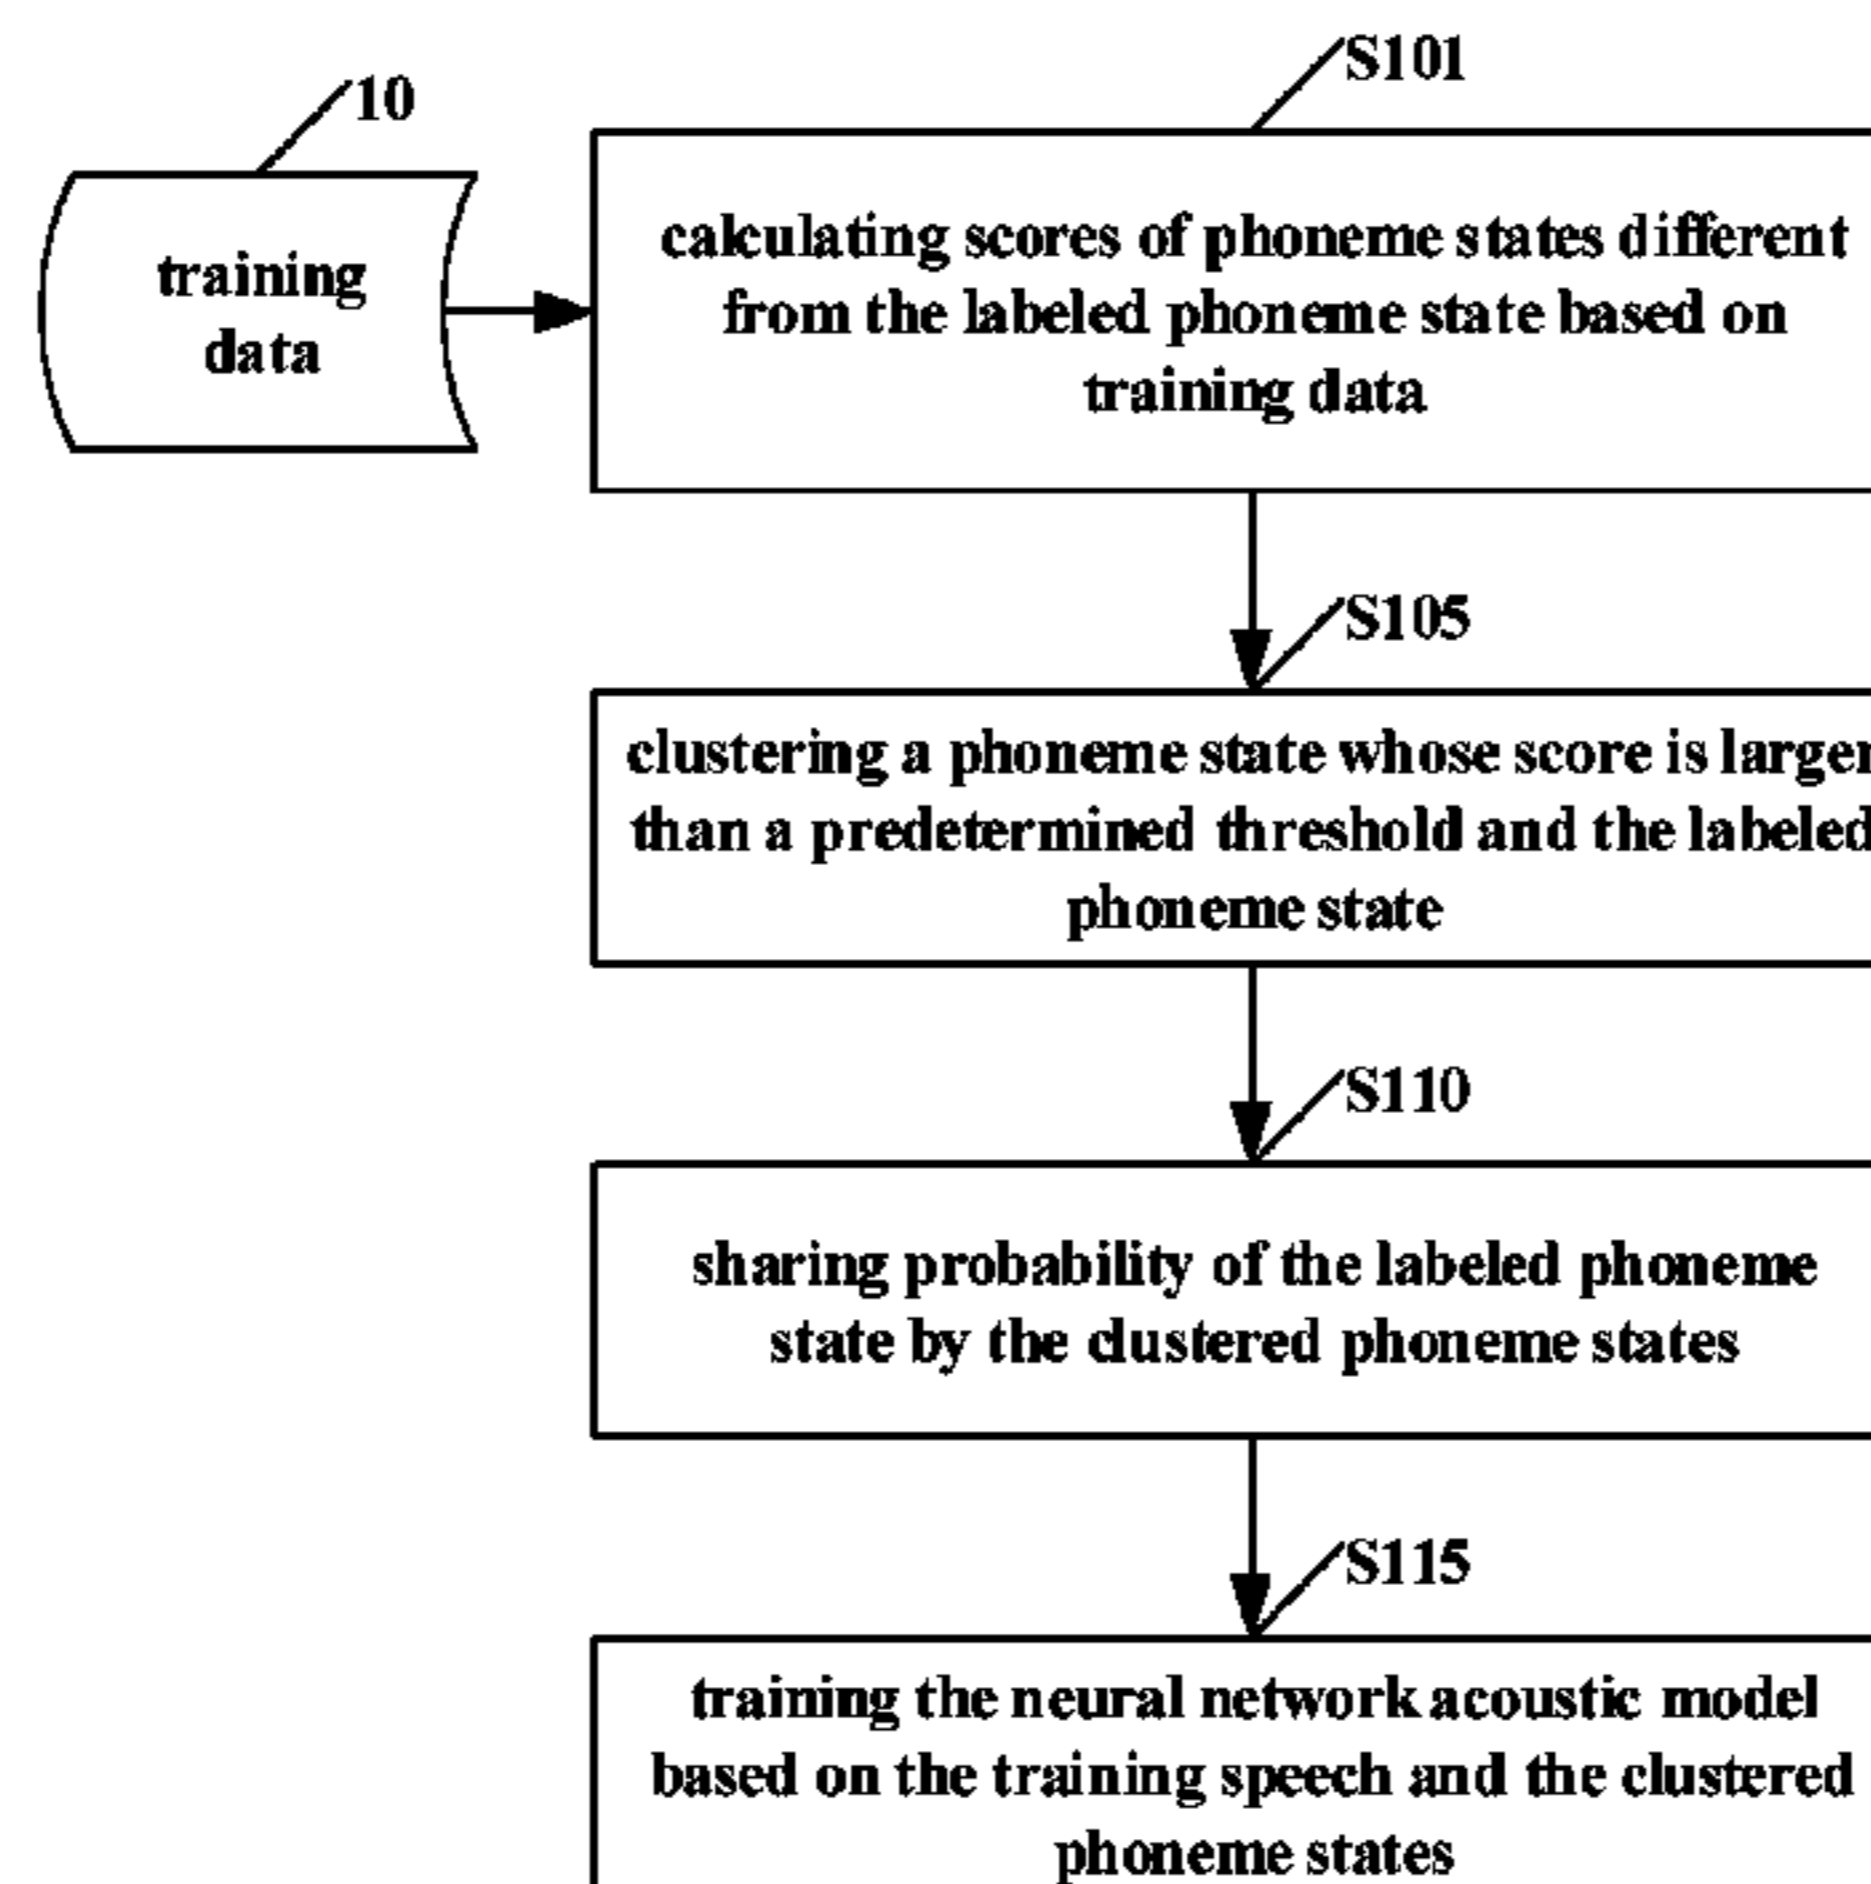 10
training
data
S101
calculating scores of phoneme states different
from the labeled phoneme state based on
training data
S105
clustering a phoneme state whose score is larger
than a predetermined threshold and the labeled
phoneme state
S110
sharing probability of the labeled phoneme
state by the clustered phoneme states
S115
training the neural network acoustic model
based on the training speech and the clustered
phoneme states